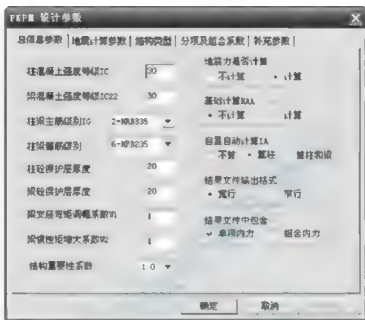 PKPM 设计参数
总信息参数 地震计算参数 结构类型 分项及组合系数 补充参数
柱混凝土强度等级IC 30
梁混凝土强度等级IC22 30
柱梁主筋级别IG 2-HRB335
柱梁箍筋级别 6-HPB235
柱砼保护层厚度 20
梁砼保护层厚度 20
梁支座弯矩调幅系数U1 1
梁惯性矩增大系数U2 1
结构重要性系数 1.0
地震力是否计算
不计算 计算
基础计算KAA
不计算 计算
自重自动计算IA
不算 算柱 算柱和梁
结果文件输出格式
宽行 窄行
结果文件中包含
单项内力 组合内力
确定 取消